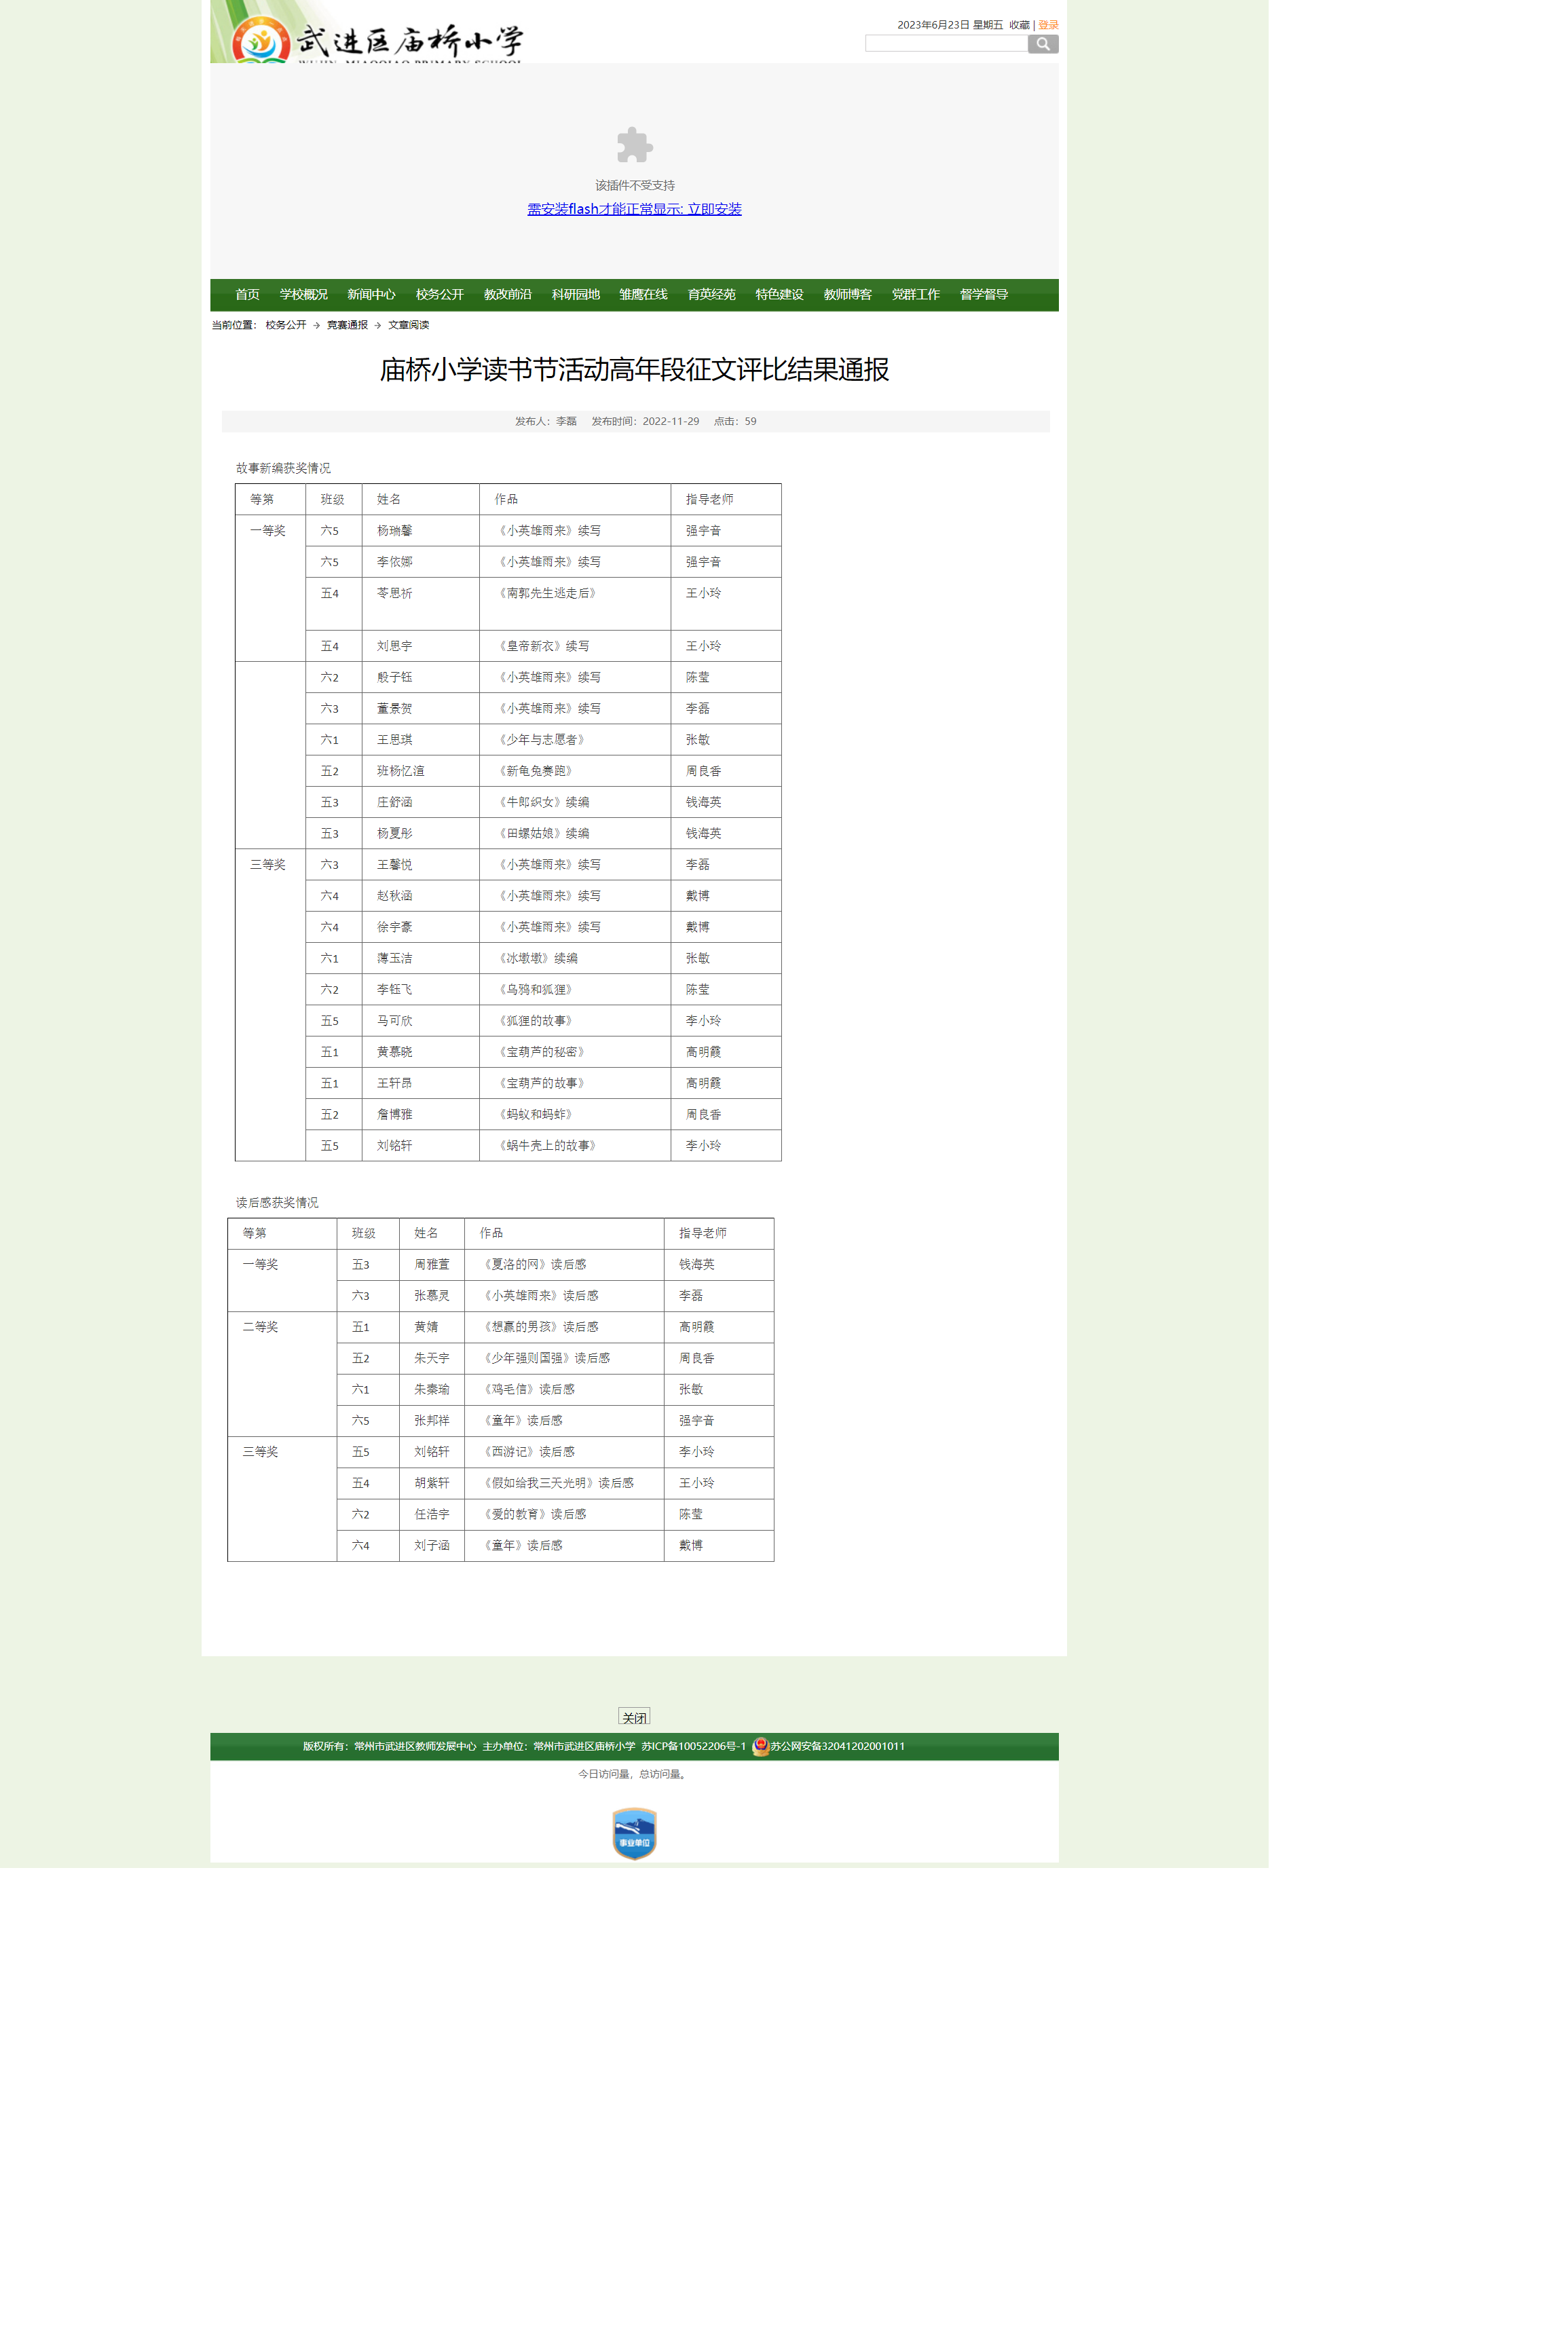 武进区庙桥小学
2023年6月23日 星期五 收藏 | 登录
该插件不受支持
需安装flash才能正常显示: 立即安装
首页 学校概况 新闻中心 校务公开 教改前沿 科研园地 雏鹰在线 育英经苑 特色建设 教师博客 党群工作 督学督导
当前位置： 校务公开 → 竞赛通报 → 文章阅读
庙桥小学读书节活动高年段征文评比结果通报
发布人：李磊 发布时间：2022-11-29 点击：59
故事新编获奖情况
等第 班级 姓名 作品 指导老师
一等奖 六5 杨瑞馨 《小英雄雨来》续写 强宇音
六5 李依娜 《小英雄雨来》续写 强宇音
五4 苓思祈 《南郭先生逃走后》 王小玲
五4 刘思宇 《皇帝新衣》续写 王小玲
六2 殷子钰 《小英雄雨来》续写 陈莹
六3 董景贺 《小英雄雨来》续写 李磊
六1 王思琪 《少年与志愿者》 张敏
五2 班杨忆渲 《新龟兔赛跑》 周良香
五3 庄舒涵 《牛郎织女》续编 钱海英
五3 杨夏彤 《田螺姑娘》续编 钱海英
三等奖 六3 王馨悦 《小英雄雨来》续写 李磊
六4 赵秋涵 《小英雄雨来》续写 戴博
六4 徐宇豪 《小英雄雨来》续写 戴博
六1 薄玉洁 《冰墩墩》续编 张敏
六2 李钰飞 《乌鸦和狐狸》 陈莹
五5 马可欣 《狐狸的故事》 李小玲
五1 黄慕晓 《宝葫芦的秘密》 高明霞
五1 王轩昂 《宝葫芦的故事》 高明霞
五2 詹博雅 《蚂蚁和蚂蚱》 周良香
五5 刘铭轩 《蜗牛壳上的故事》 李小玲
读后感获奖情况
等第 班级 姓名 作品 指导老师
一等奖 五3 周雅萱 《夏洛的网》读后感 钱海英
六3 张慕灵 《小英雄雨来》读后感 李磊
二等奖 五1 黄婧 《想赢的男孩》读后感 高明霞
五2 朱天宇 《少年强则国强》读后感 周良香
六1 朱秦瑜 《鸡毛信》读后感 张敏
六5 张邦祥 《童年》读后感 强宇音
三等奖 五5 刘铭轩 《西游记》读后感 李小玲
五4 胡紫轩 《假如给我三天光明》读后感 王小玲
六2 任浩宇 《爱的教育》读后感 陈莹
六4 刘子涵 《童年》读后感 戴博
关闭
版权所有：常州市武进区教师发展中心 主办单位：常州市武进区庙桥小学 苏ICP备10052206号-1 苏公网安备32041202001011
今日访问量，总访问量。
事业单位